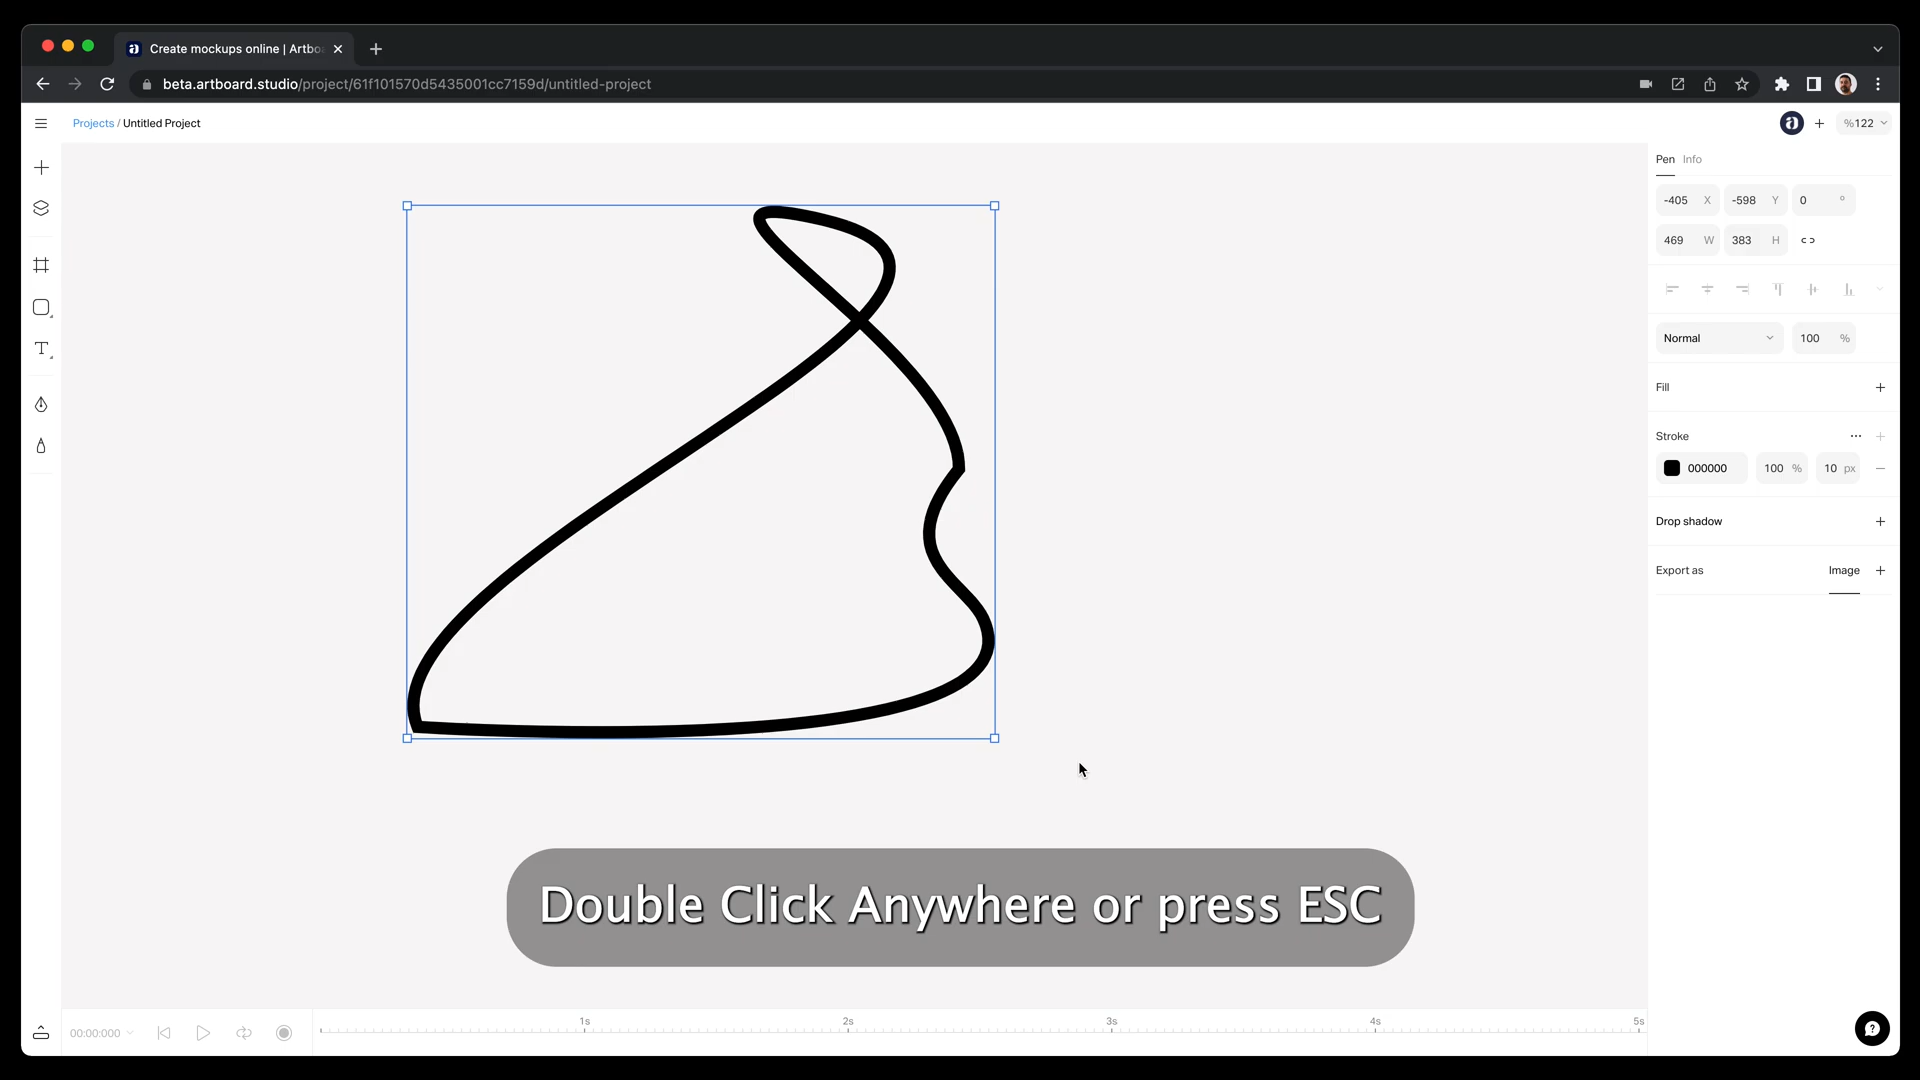 Create mockups online | Artbo
beta.artboard.studio/project/61f101570d5435001cc7159d/untitled-project
Projects / Untitled Project
%122
Pen Info
-405 X -598 Y 0 °
469 W 383 H
Normal 100 %
Fill
Stroke
000000 100 % 10 px
Drop shadow
Export as Image
T
Double Click Anywhere or press ESC
00:00:000
1s 2s 3s 4s 5s